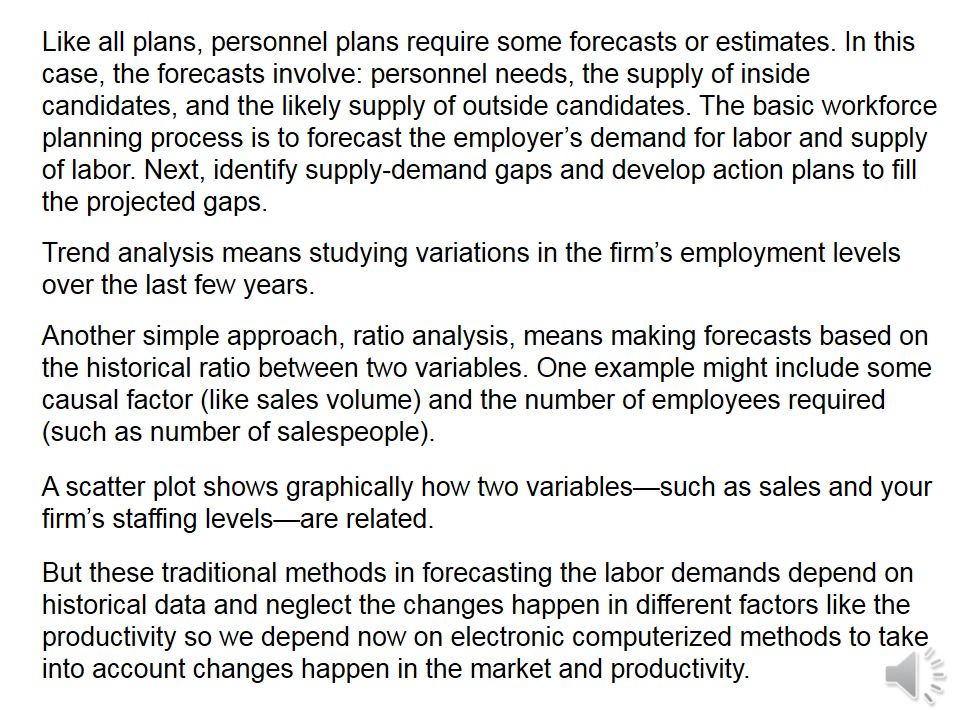 Like all plans, personnel plans require some forecasts or estimates. In this
case, the forecasts involve: personnel needs, the supply of inside
candidates, and the likely supply of outside candidates. The basic workforce
planning process is to forecast the employer’s demand for labor and supply
of labor. Next, identify supply-demand gaps and develop action plans to fill
the projected gaps.
Trend analysis means studying variations in the firm’s employment levels
over the last few years.
Another simple approach, ratio analysis, means making forecasts based on
the historical ratio between two variables. One example might include some
causal factor (like sales volume) and the number of employees required
(such as number of salespeople).
A scatter plot shows graphically how two variables—such as sales and your
firm’s staffing levels—are related.
But these traditional methods in forecasting the labor demands depend on
historical data and neglect the changes happen in different factors like the
productivity so we depend now on electronic computerized methods to take
into account changes happen in the market and productivity.